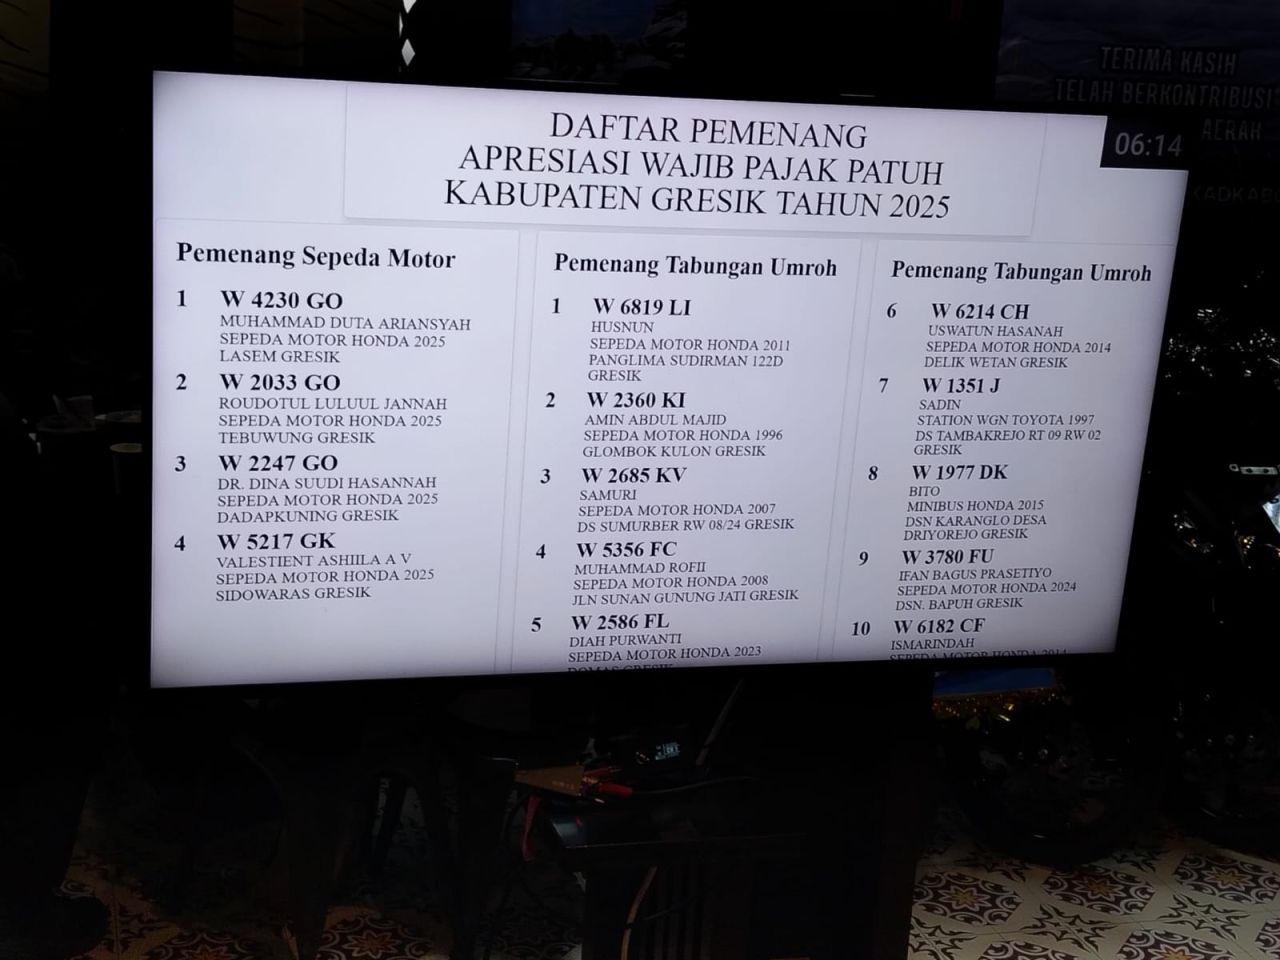 TERIMA KASIH
TELAH BERKONTRIBUSI
AERAH
06:14
DAFTAR PEMENANG
APRESIASI WAJIB PAJAK PATUH
KABUPATEN GRESIK TAHUN 2025
Pemenang Sepeda Motor
1 W 4230 GO
MUHAMMAD DUTA ARIANSYAH
SEPEDA MOTOR HONDA 2025
LASEM GRESIK
2 W 2033 GO
ROUDOTUL LULUUL JANNAH
SEPEDA MOTOR HONDA 2025
TEBUWUNG GRESIK
3 W 2247 GO
DR. DINA SUUDI HASANNAH
SEPEDA MOTOR HONDA 2025
DADAPKUNING GRESIK
4 W 5217 GK
VALESTIENT ASHIILA A V
SEPEDA MOTOR HONDA 2025
SIDOWARAS GRESIK
Pemenang Tabungan Umroh
1 W 6819 LI
HUSNUN
SEPEDA MOTOR HONDA 2011
PANGLIMA SUDIRMAN 122D
GRESIK
2 W 2360 KI
AMIN ABDUL MAJID
SEPEDA MOTOR HONDA 1996
GLOMBOK KULON GRESIK
3 W 2685 KV
SAMURI
SEPEDA MOTOR HONDA 2007
DS SUMURBER RW 08/24 GRESIK
4 W 5356 FC
MUHAMMAD ROFII
SEPEDA MOTOR HONDA 2008
JLN SUNAN GUNUNG JATI GRESIK
5 W 2586 FL
DIAH PURWANTI
SEPEDA MOTOR HONDA 2023
DOMAS GRESIK
Pemenang Tabungan Umroh
6 W 6214 CH
USWATUN HASANAH
SEPEDA MOTOR HONDA 2014
DELIK WETAN GRESIK
7 W 1351 J
SADIN
STATION WGN TOYOTA 1997
DS TAMBAKREJO RT 09 RW 02
GRESIK
8 W 1977 DK
BITO
MINIBUS HONDA 2015
DSN KARANGLO DESA
DRIYOREJO GRESIK
9 W 3780 FU
IFAN BAGUS PRASETIYO
SEPEDA MOTOR HONDA 2024
DSN. BAPUH GRESIK
10 W 6182 CF
ISMARINDAH
SEPEDA MOTOR HONDA 2014